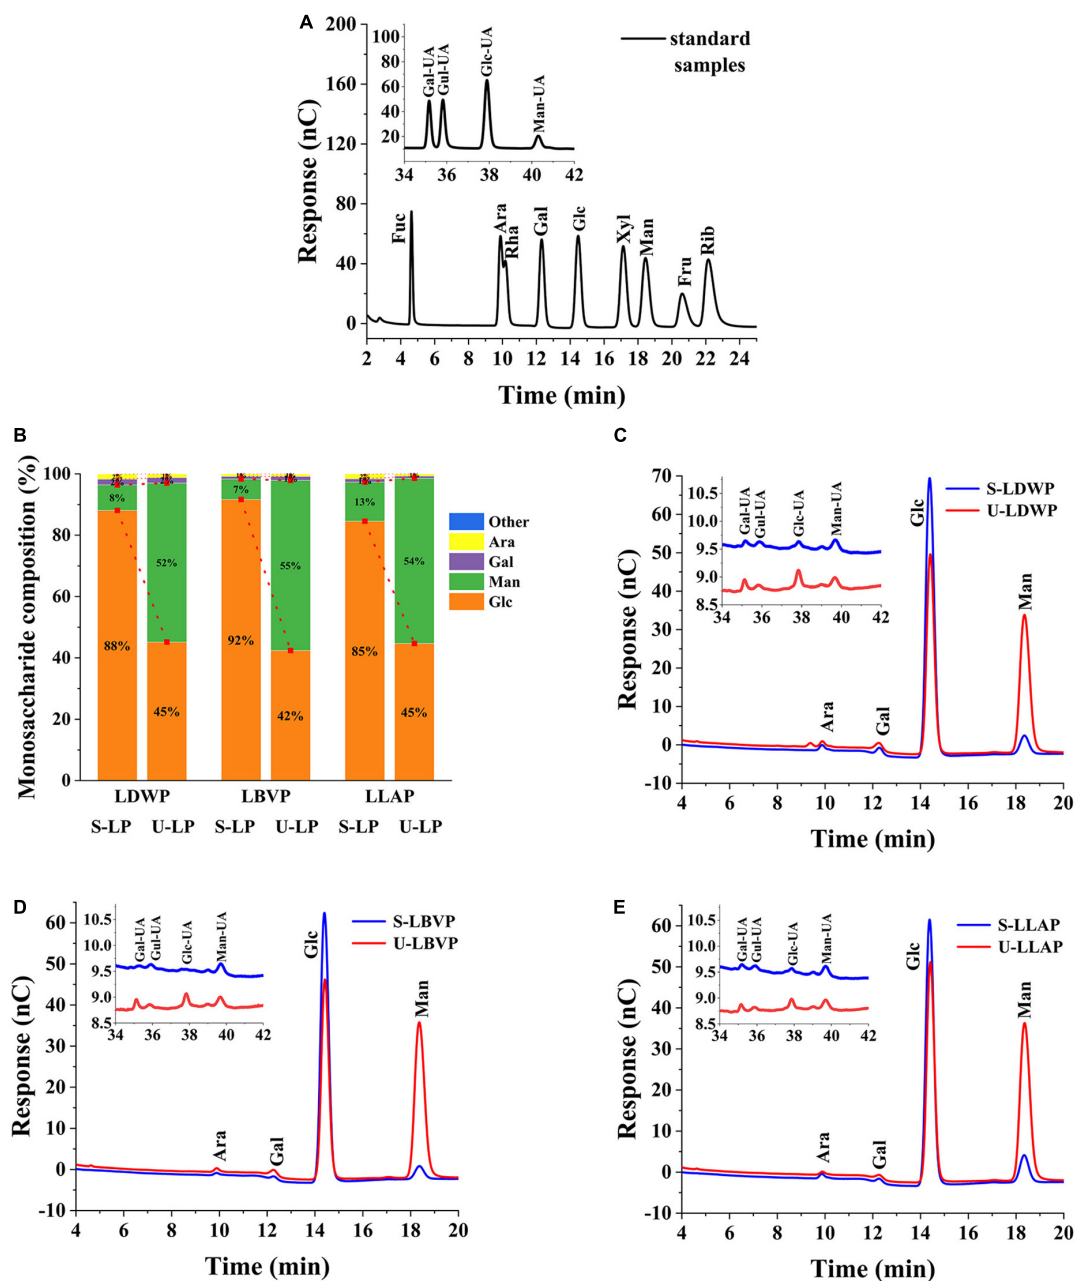 A
200
160
120
80
40
0
Response (nC)
standard
samples
100
80
60
40
20
Gal-UA
Gul-UA
Glc-UA
Man-UA
34 36 38 40 42
Fuc
Ara
Rha
Gal
Glc
Xyl
Man
Fru
Rib
2 4 6 8 10 12 14 16 18 20 22 24
Time (min)
B
Monosaccharide composition (%)
100
80
60
40
20
0
8%
88%
52%
45%
7%
92%
55%
42%
13%
85%
54%
45%
Other
Ara
Gal
Man
Glc
LDWP LBVP LLAP
S-LP U-LP S-LP U-LP S-LP U-LP
C
Response (nC)
70
60
50
40
30
20
10
0
-10
10.5
10.0
9.5
9.0
8.5
Gal-UA
Gul-UA
Glc-UA
Man-UA
34 36 38 40 42
S-LDWP
U-LDWP
Ara
Gal
Glc
Man
4 6 8 10 12 14 16 18 20
Time (min)
D
Response (nC)
60
50
40
30
20
10
0
-10
10.5
10.0
9.5
9.0
8.5
Gal-UA
Gul-UA
Glc-UA
Man-UA
34 36 38 40 42
S-LBVP
U-LBVP
Ara
Gal
Glc
Man
4 6 8 10 12 14 16 18 20
Time (min)
E
Response (nC)
60
50
40
30
20
10
0
-10
10.5
10.0
9.5
9.0
8.5
Gal-UA
Gul-UA
Glc-UA
Man-UA
34 36 38 40 42
S-LLAP
U-LLAP
Ara
Gal
Glc
Man
4 6 8 10 12 14 16 18 20
Time (min)